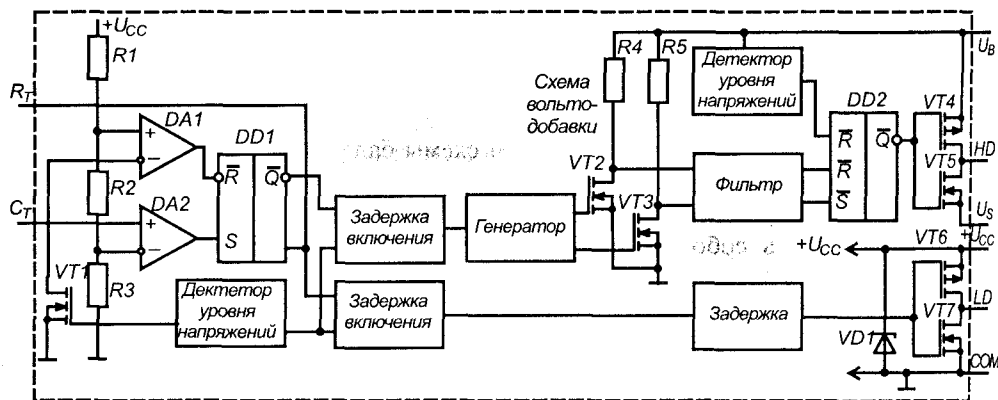 +U_CC
R1
R_T
DA1
+
−
R2
C_T
DA2
+
−
R3
VT1
DD1
R̅
Q̅
S
Дектетор
уровня
напряжений
Задержка
включения
Задержка
включения
Генератор
Схема
вольто-
добавки
R4
R5
VT2
VT3
Детектор
уровня
напряжений
Фильтр
DD2
R̅
R̅
S̅
Q̅
Задержка
U_B
VT4
HD
VT5
U_S
+U_CC
+U_CC
VT6
LD
VT7
VD1
COM